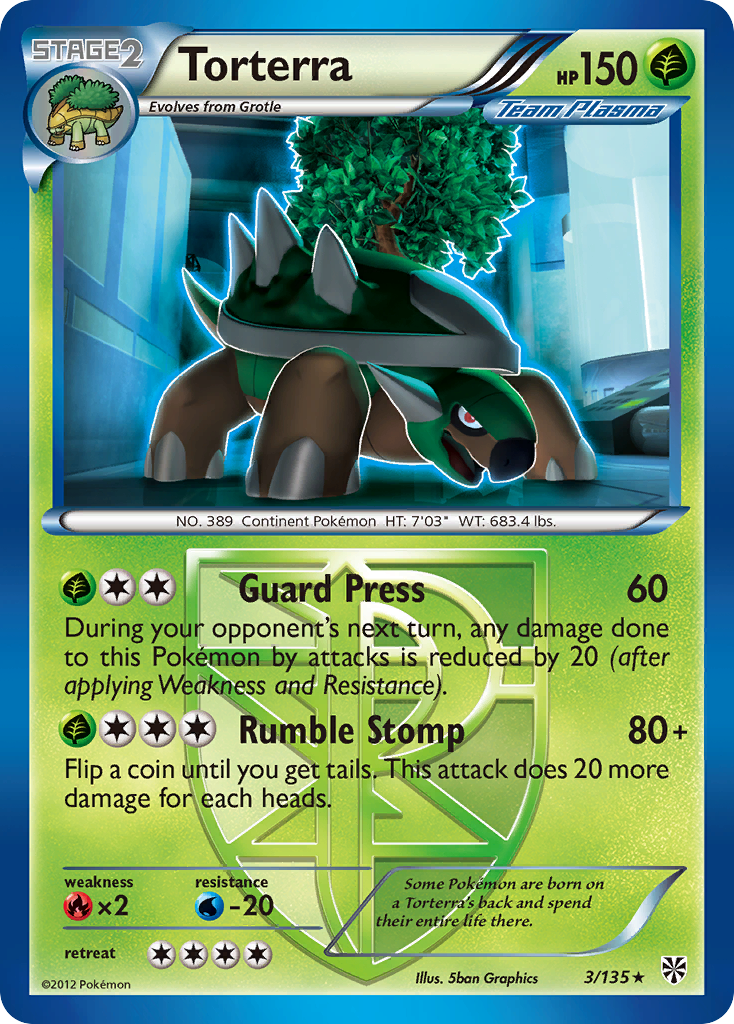 STAGE2
Torterra
HP150
Evolves from Grotle
Team Plasma
NO. 389 Continent Pokémon HT: 7'03" WT: 683.4 lbs.
Guard Press 60
During your opponent's next turn, any damage done
to this Pokémon by attacks is reduced by 20 (after
applying Weakness and Resistance).
Rumble Stomp 80+
Flip a coin until you get tails. This attack does 20 more
damage for each heads.
weakness
×2
resistance
-20
retreat
Some Pokémon are born on
a Torterra's back and spend
their entire life there.
©2012 Pokémon
Illus. 5ban Graphics
3/135★